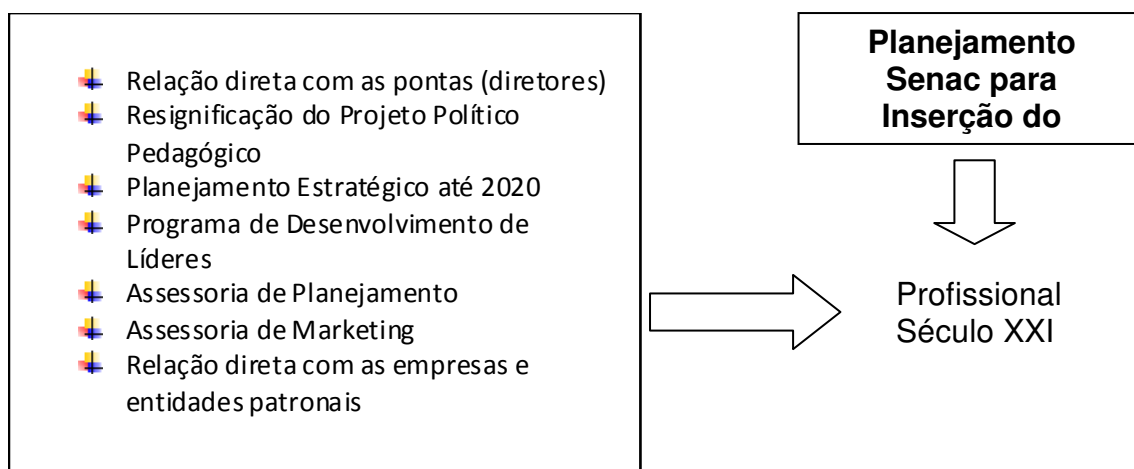 Relação direta com as pontas (diretores)
Resignificação do Projeto Político
Pedagógico
Planejamento Estratégico até 2020
Programa de Desenvolvimento de
Líderes
Assessoria de Planejamento
Assessoria de Marketing
Relação direta com as empresas e
entidades patronais
Planejamento
Senac para
Inserção do
Profissional
Século XXI